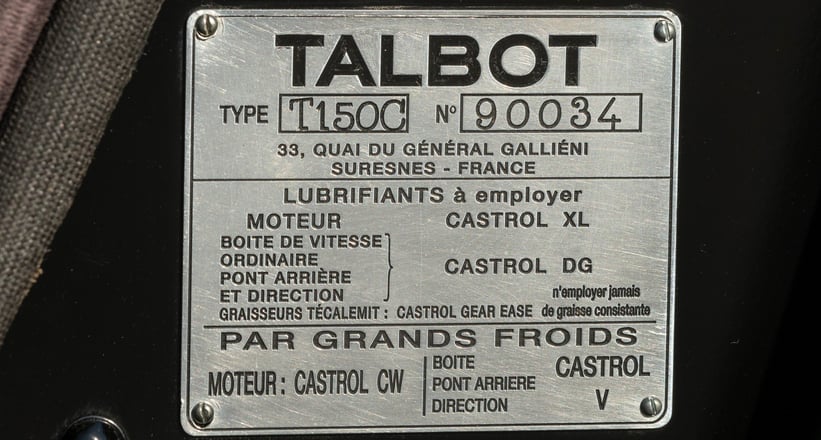 TALBOT
TYPE T150C N° 90034
33, QUAI DU GÉNÉRAL GALLIÉNI
SURESNES - FRANCE
LUBRIFIANTS à employer
MOTEUR CASTROL XL
BOITE DE VITESSE
ORDINAIRE
PONT ARRIÈRE
ET DIRECTION
CASTROL DG
n'employer jamais
GRAISSEURS TÉCALEMIT : CASTROL GEAR EASE de graisse consistante
PAR GRANDS FROIDS
MOTEUR : CASTROL CW
BOITE
PONT ARRIERE
DIRECTION
CASTROL
V